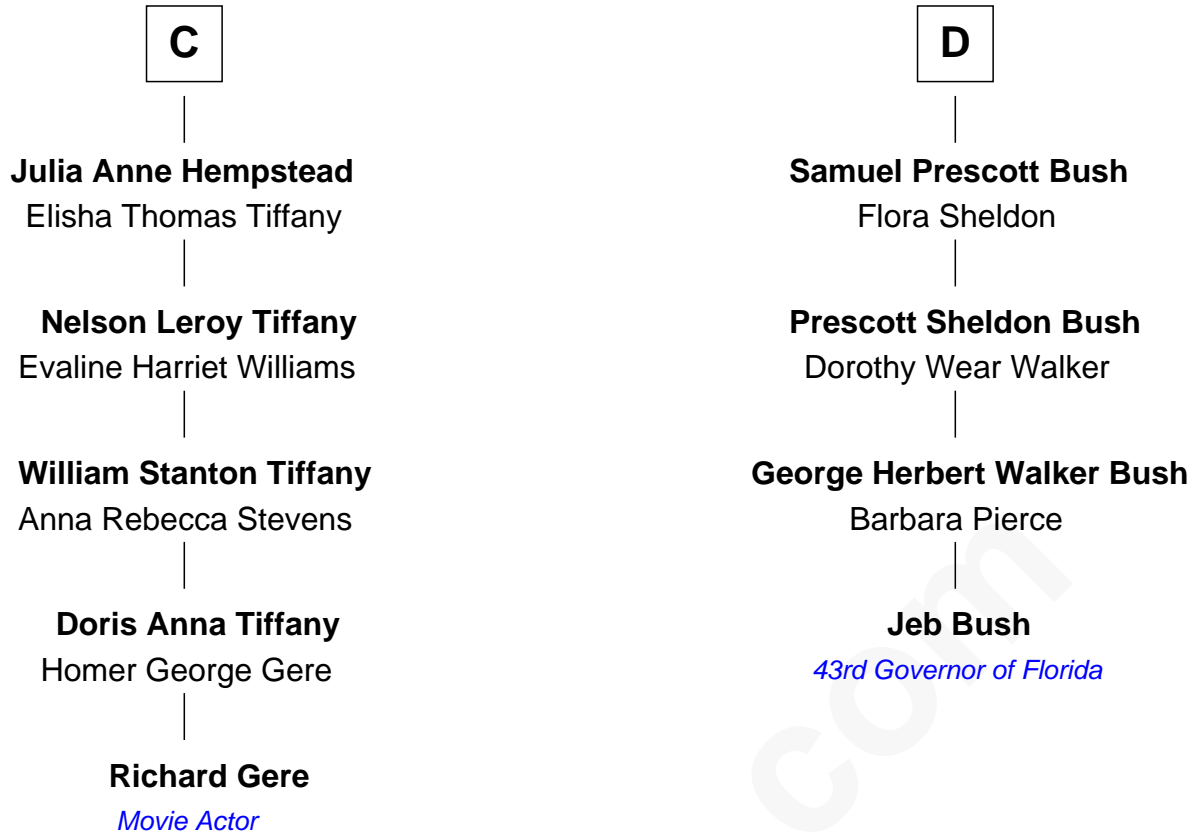 C
Julia Anne Hempstead
Elisha Thomas Tiffany
Nelson Leroy Tiffany
Evaline Harriet Williams
William Stanton Tiffany
Anna Rebecca Stevens
Doris Anna Tiffany
Homer George Gere
Richard Gere
Movie Actor
D
Samuel Prescott Bush
Flora Sheldon
Prescott Sheldon Bush
Dorothy Wear Walker
George Herbert Walker Bush
Barbara Pierce
Jeb Bush
43rd Governor of Florida
com